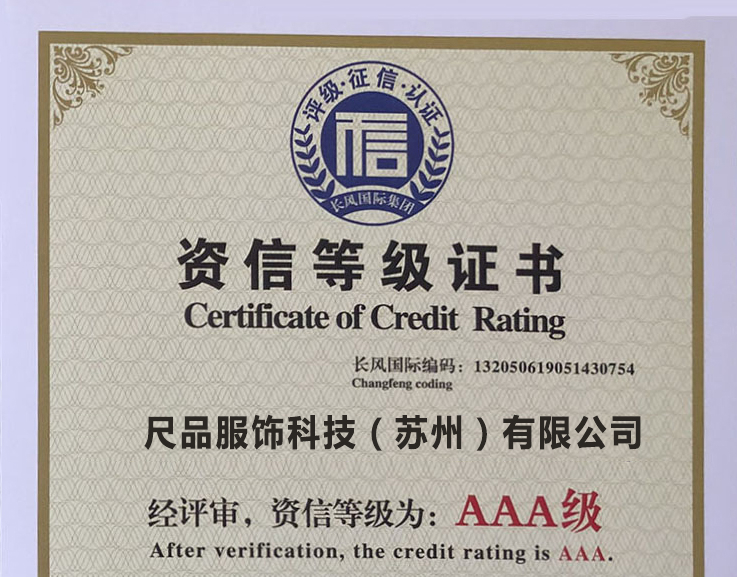 评级·征信·认证
信
长风国际集团
资信等级证书
Certificate of Credit Rating
长风国际编码：132050619051430754
Changfeng coding
尺品服饰科技（苏州）有限公司
经评审，资信等级为：AAA级
After verification, the credit rating is AAA.